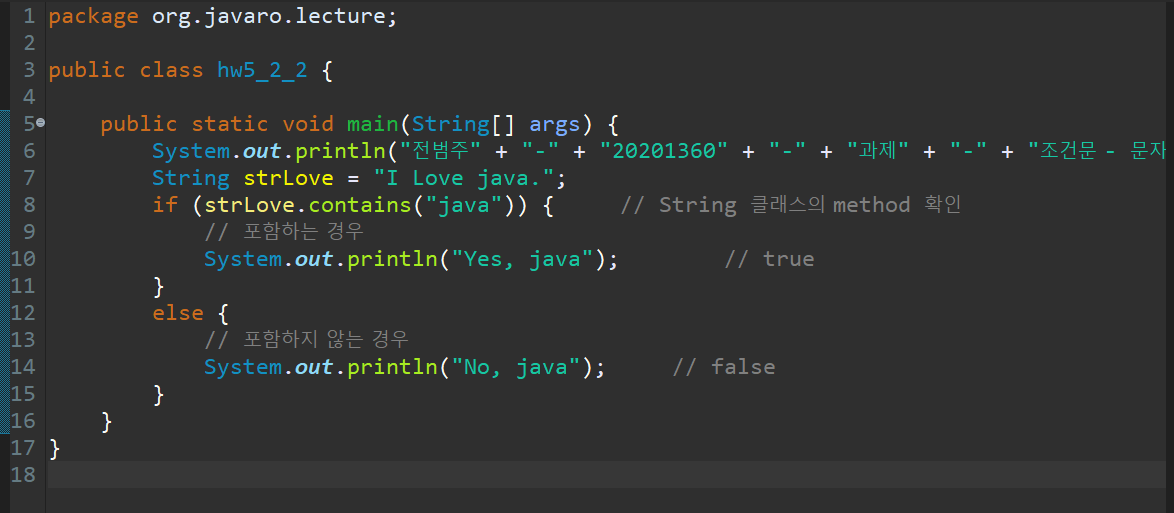 1 package org.javaro.lecture;
2
3 public class hw5_2_2 {
4
5 public static void main(String[] args) {
6 System.out.println("전범주" + "-" + "20201360" + "-" + "과제" + "-" + "조건문 - 문자
7 String strLove = "I Love java.";
8 if (strLove.contains("java")) { // String 클래스의 method 확인
9 // 포함하는 경우
10 System.out.println("Yes, java"); // true
11 }
12 else {
13 // 포함하지 않는 경우
14 System.out.println("No, java"); // false
15 }
16 }
17 }
18